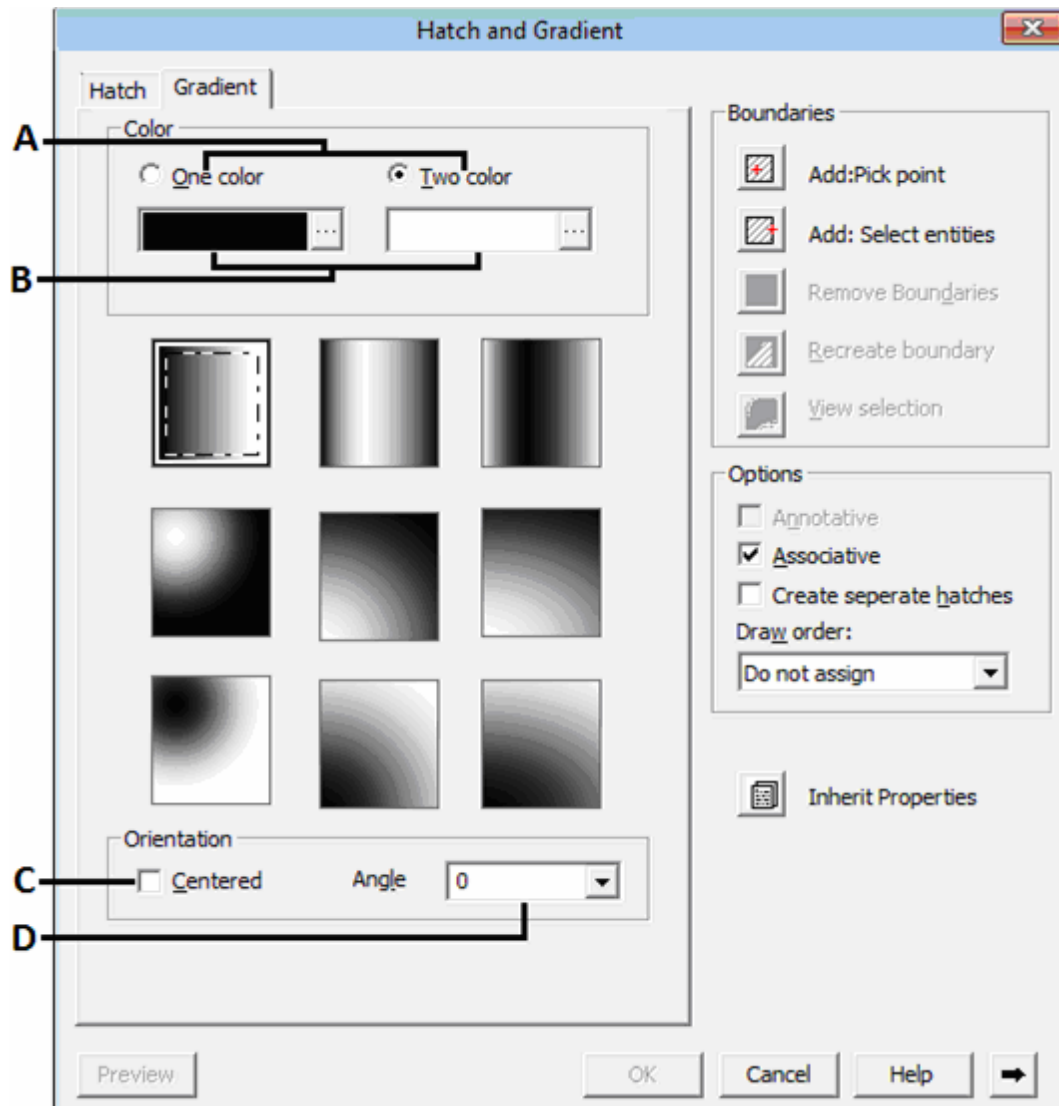 Hatch and Gradient
Hatch Gradient
A
Color
One color Two color
... ...
B
Orientation
C
Centered Angle 0
D
Boundaries
Add:Pick point
Add: Select entities
Remove Boundaries
Recreate boundary
View selection
Options
Annotative
Associative
Create seperate hatches
Draw order:
Do not assign
Inherit Properties
Preview OK Cancel Help